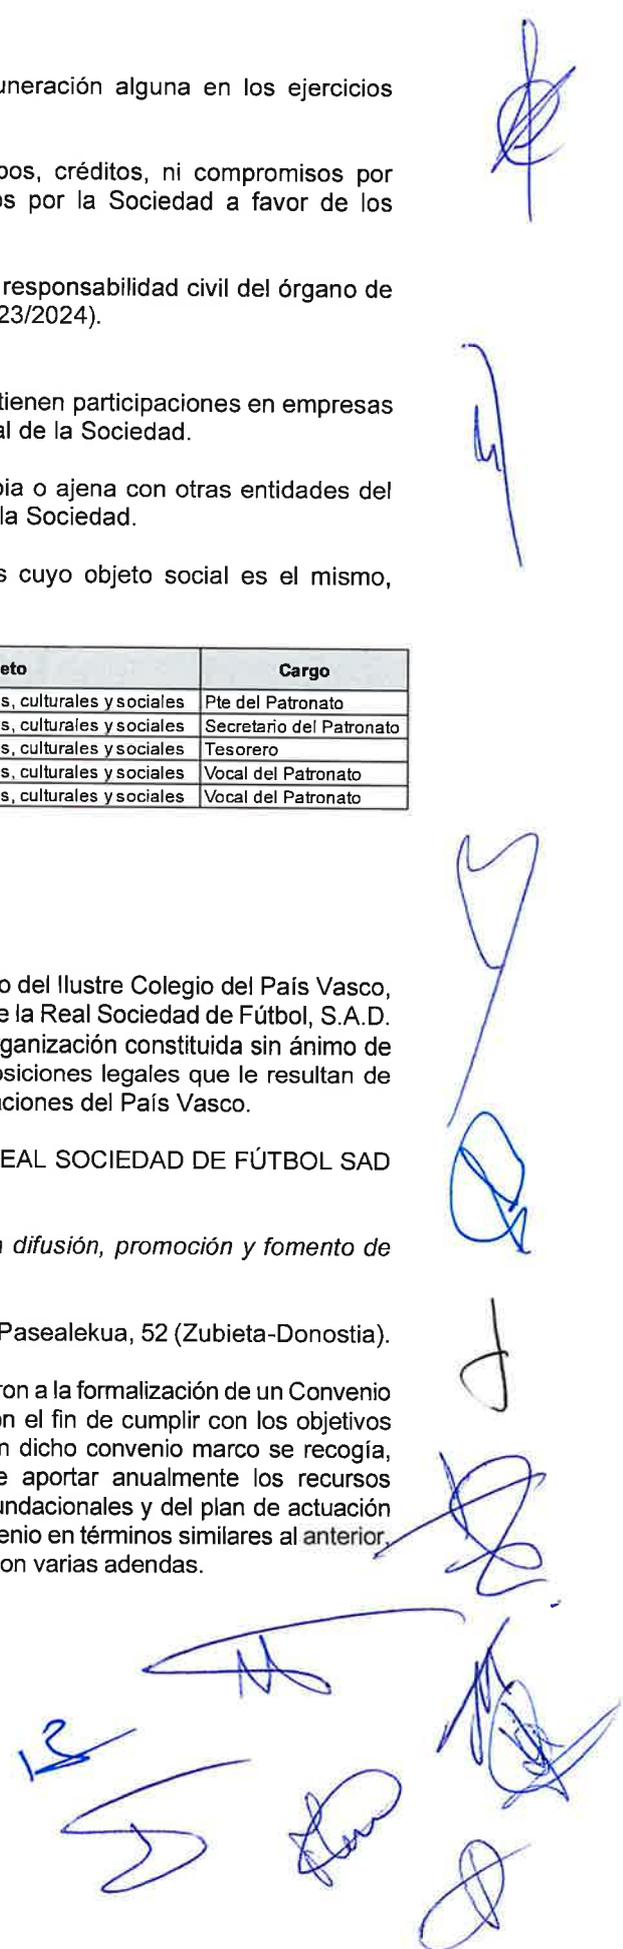 uneración alguna en los ejercicios
pos, créditos, ni compromisos por
os por la Sociedad a favor de los
responsabilidad civil del órgano de
23/2024).
tienen participaciones en empresas
al de la Sociedad.
pia o ajena con otras entidades del
la Sociedad.
s cuyo objeto social es el mismo,
eto Cargo
s, culturales y sociales Pte del Patronato
s, culturales y sociales Secretario del Patronato
s, culturales y sociales Tesorero
s, culturales y sociales Vocal del Patronato
s, culturales y sociales Vocal del Patronato
o del Ilustre Colegio del País Vasco,
e la Real Sociedad de Fútbol, S.A.D.
ganización constituida sin ánimo de
osiciones legales que le resultan de
aciones del País Vasco.
EAL SOCIEDAD DE FÚTBOL SAD
a difusión, promoción y fomento de
Pasealekua, 52 (Zubieta-Donostia).
ron a la formalización de un Convenio
on el fin de cumplir con los objetivos
n dicho convenio marco se recogía,
e aportar anualmente los recursos
undacionales y del plan de actuación
enio en términos similares al anterior,
on varias adendas.